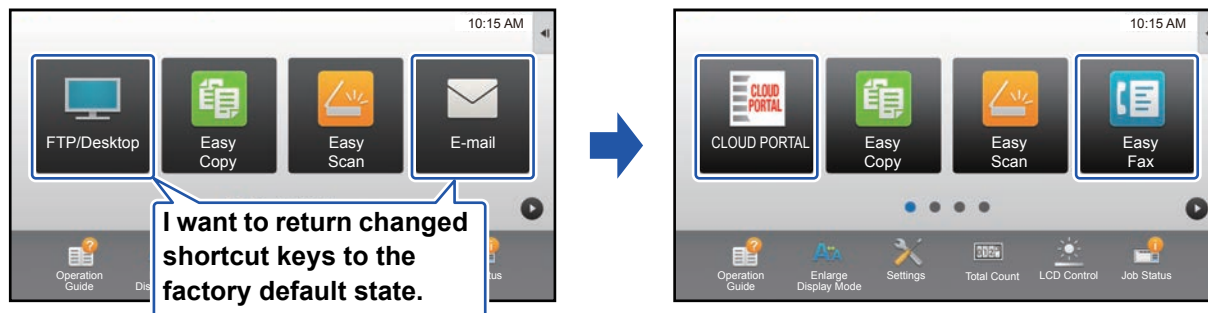 10:15 AM
FTP/Desktop
Easy
Copy
Easy
Scan
E-mail
I want to return changed
shortcut keys to the
factory default state.
Operation
Guide
10:15 AM
CLOUD
PORTAL
CLOUD PORTAL
Easy
Copy
Easy
Scan
Easy
Fax
Operation
Guide
Enlarge
Display Mode
Settings
Total Count
LCD Control
Job Status